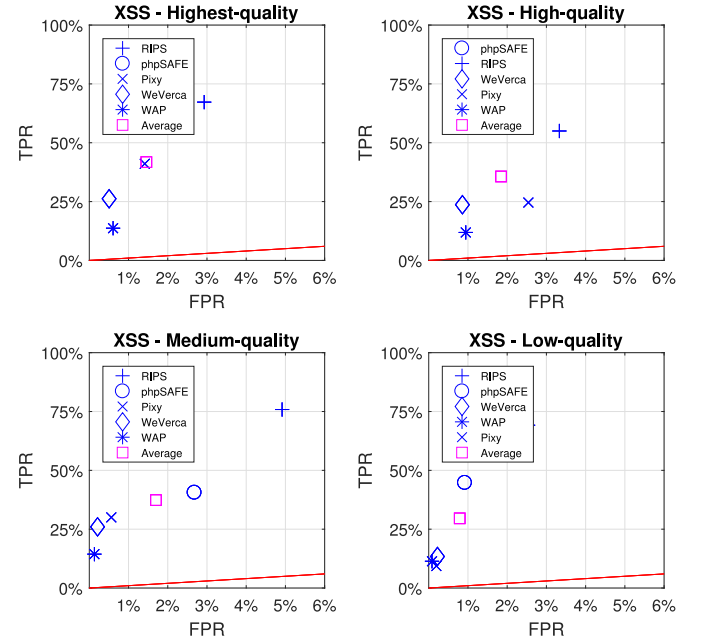 XSS - Highest-quality
100%
75%
50%
25%
0%
TPR
RIPS
phpSAFE
Pixy
WeVerca
WAP
Average
1%
2%
3%
4%
5%
6%
FPR
XSS - High-quality
100%
75%
50%
25%
0%
TPR
phpSAFE
RIPS
WeVerca
Pixy
WAP
Average
1%
2%
3%
4%
5%
6%
FPR
XSS - Medium-quality
100%
75%
50%
25%
0%
TPR
RIPS
phpSAFE
Pixy
WeVerca
WAP
Average
1%
2%
3%
4%
5%
6%
FPR
XSS - Low-quality
100%
75%
50%
25%
0%
TPR
RIPS
phpSAFE
WeVerca
WAP
Pixy
Average
1%
2%
3%
4%
5%
6%
FPR